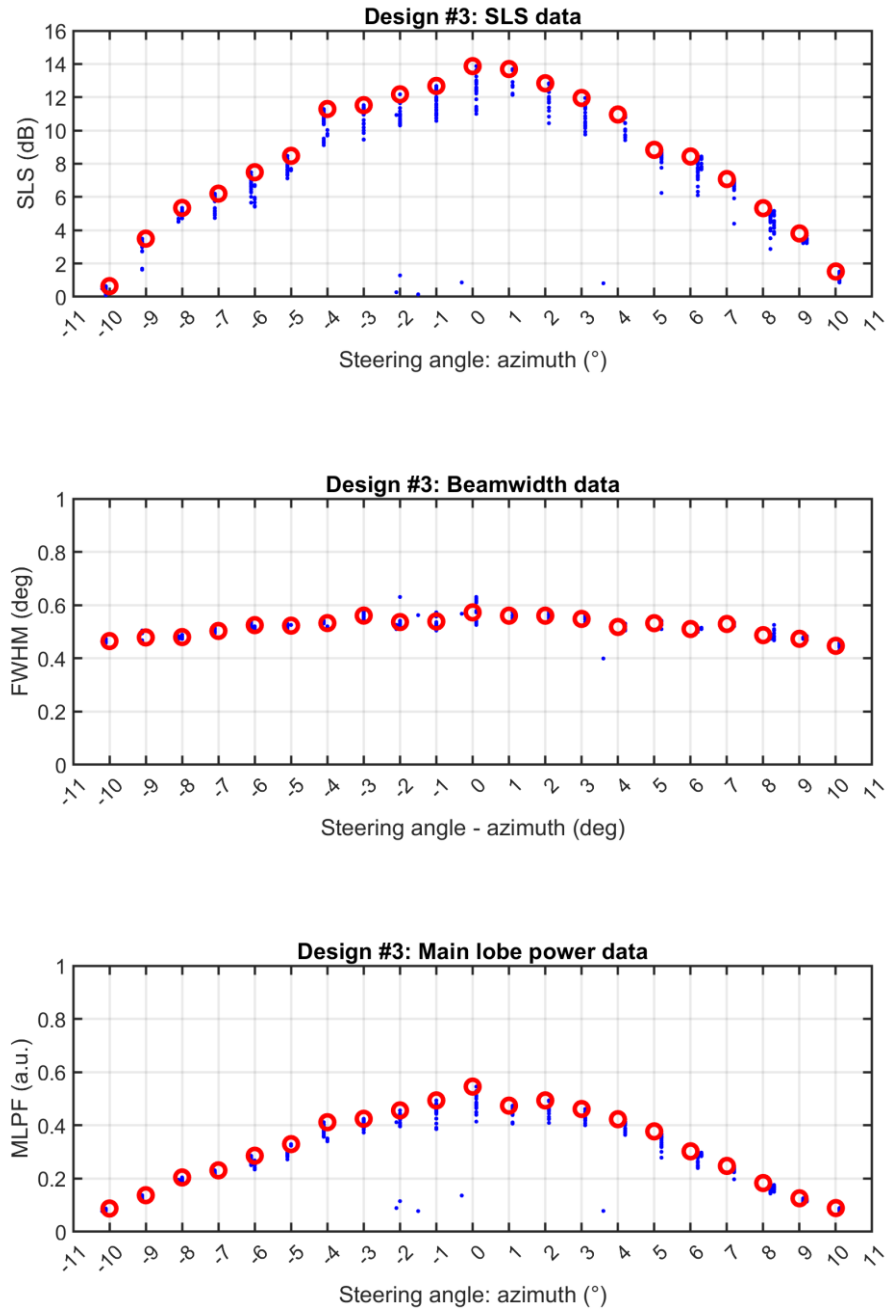 Design #3: SLS data
16
14
12
10
8
6
4
2
0
SLS (dB)
-11 -10 -9 -8 -7 -6 -5 -4 -3 -2 -1 0 1 2 3 4 5 6 7 8 9 10 11
Steering angle: azimuth (°)
Design #3: Beamwidth data
1
0.8
0.6
0.4
0.2
0
FWHM (deg)
-11 -10 -9 -8 -7 -6 -5 -4 -3 -2 -1 0 1 2 3 4 5 6 7 8 9 10 11
Steering angle - azimuth (deg)
Design #3: Main lobe power data
1
0.8
0.6
0.4
0.2
0
MLPF (a.u.)
-11 -10 -9 -8 -7 -6 -5 -4 -3 -2 -1 0 1 2 3 4 5 6 7 8 9 10 11
Steering angle: azimuth (°)